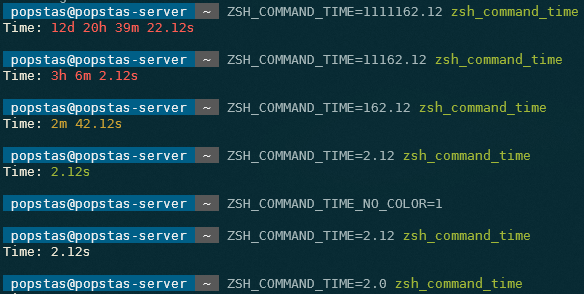 popstas@popstas-server ~ ZSH_COMMAND_TIME=1111162.12 zsh_command_time
Time: 12d 20h 39m 22.12s
popstas@popstas-server ~ ZSH_COMMAND_TIME=11162.12 zsh_command_time
Time: 3h 6m 2.12s
popstas@popstas-server ~ ZSH_COMMAND_TIME=162.12 zsh_command_time
Time: 2m 42.12s
popstas@popstas-server ~ ZSH_COMMAND_TIME=2.12 zsh_command_time
Time: 2.12s
popstas@popstas-server ~ ZSH_COMMAND_TIME_NO_COLOR=1
popstas@popstas-server ~ ZSH_COMMAND_TIME=2.12 zsh_command_time
Time: 2.12s
popstas@popstas-server ~ ZSH_COMMAND_TIME=2.0 zsh_command_time